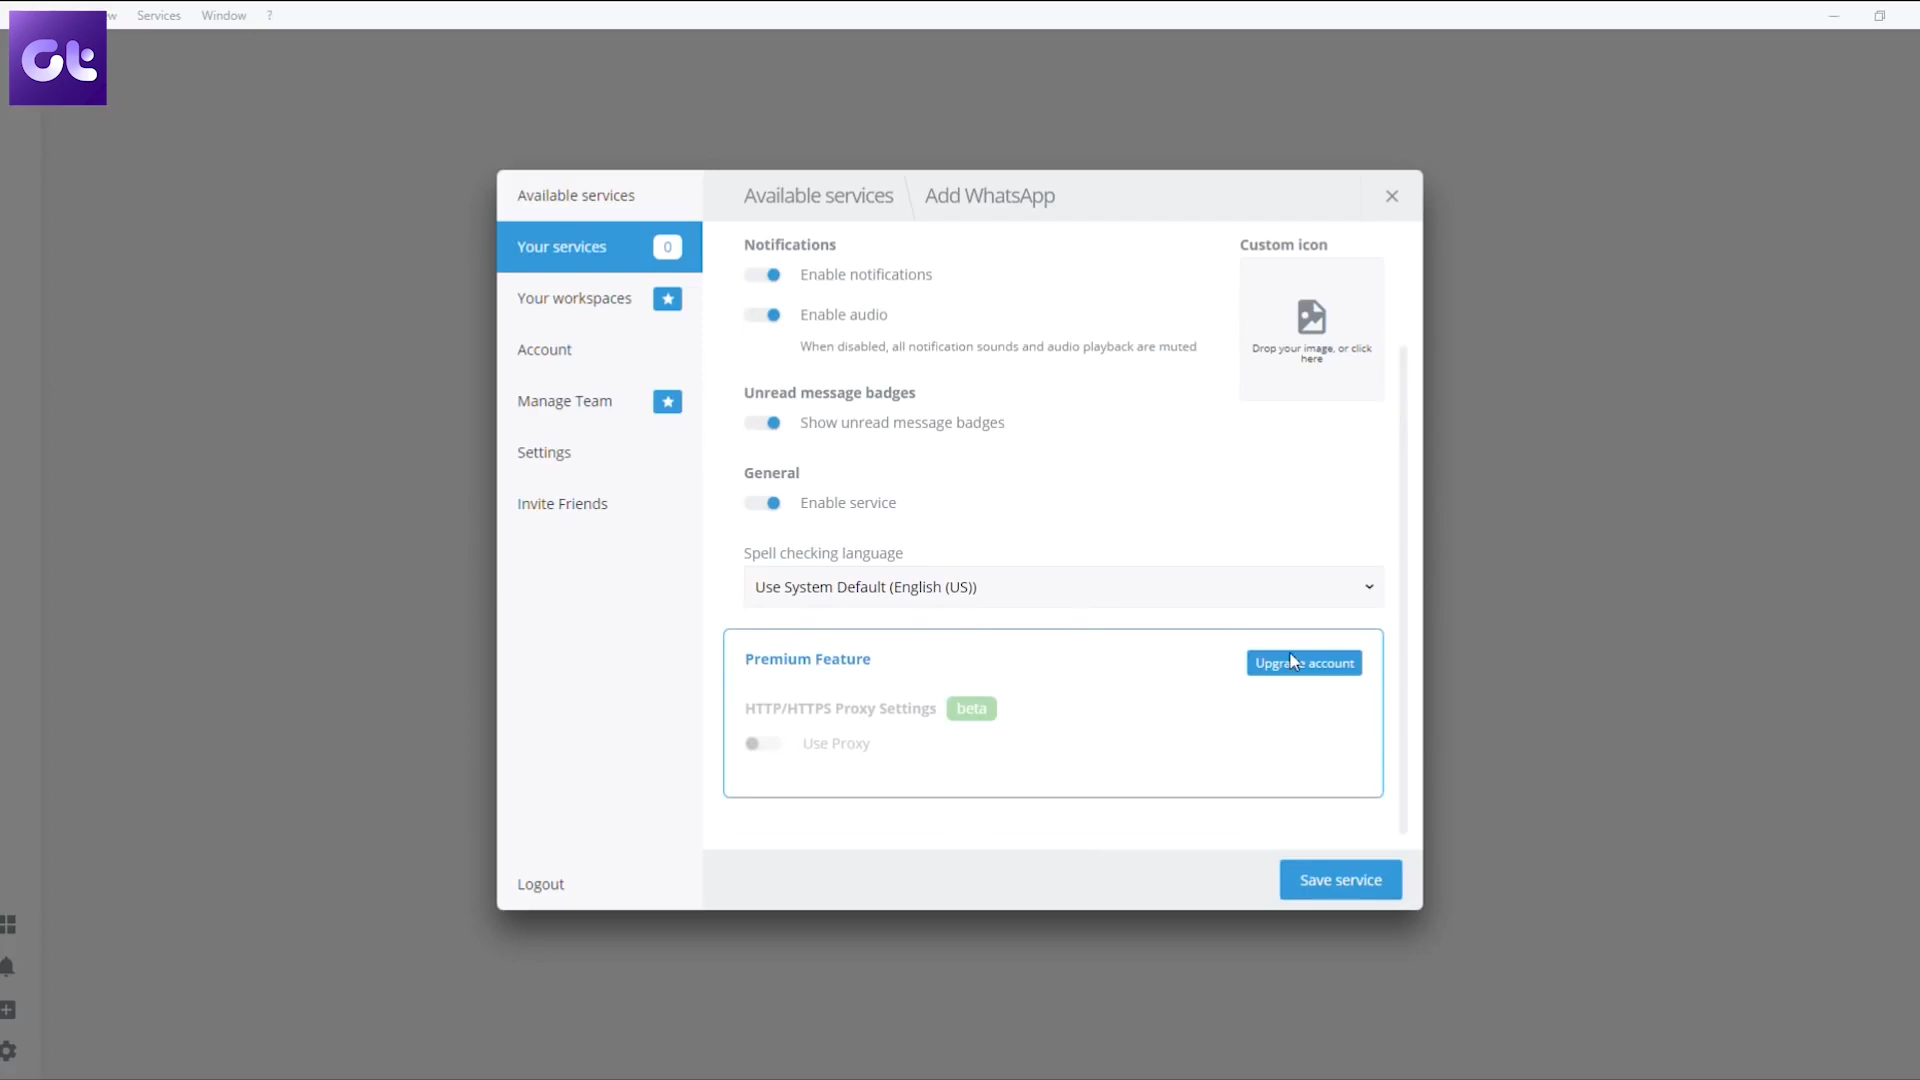 Services Window ?
Gt
Available services
Your services 0
Your workspaces
Account
Manage Team
Settings
Invite Friends
Logout
Available services Add WhatsApp
Notifications
Enable notifications
Enable audio
When disabled, all notification sounds and audio playback are muted
Custom icon
Drop your image, or click
here
Unread message badges
Show unread message badges
General
Enable service
Spell checking language
Use System Default (English (US))
Premium Feature
Upgrade account
HTTP/HTTPS Proxy Settings beta
Use Proxy
Save service